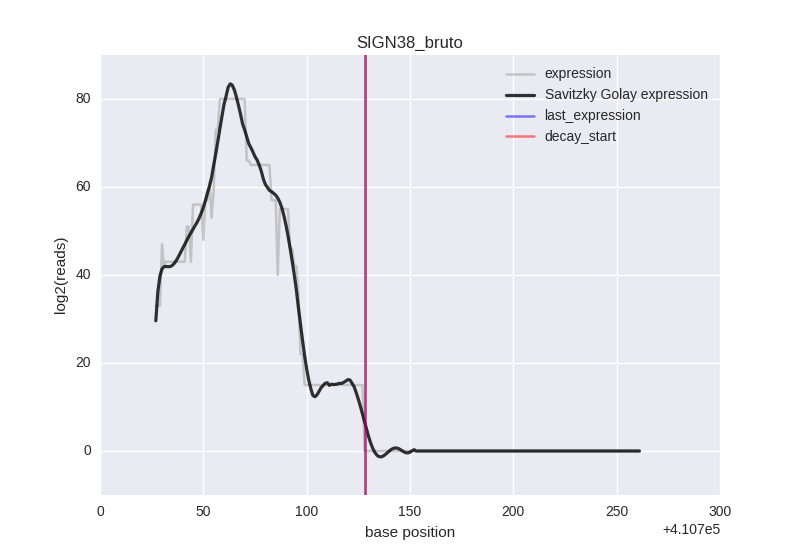 SIGN38_bruto
expression
Savitzky Golay expression
last_expression
decay_start
log2(reads)
80
60
40
20
0
0 50 100 150 200 250 300
+4.107e5
base position